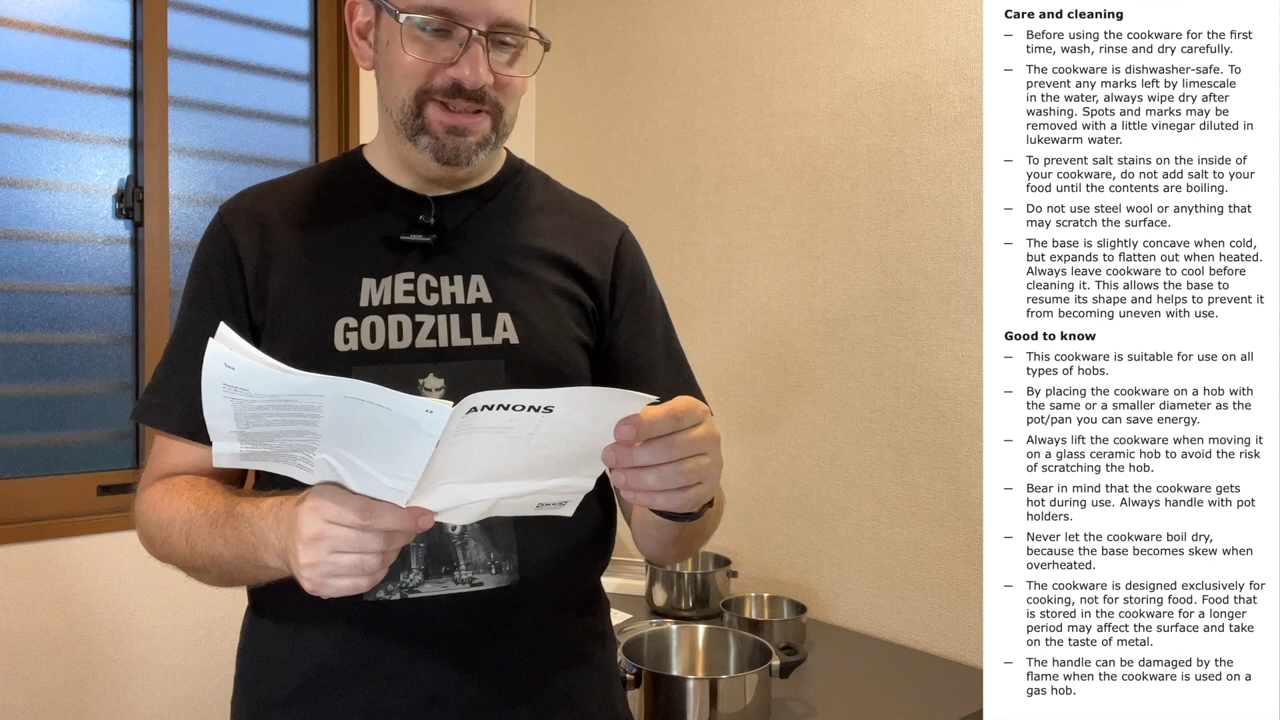 MECHA
GODZILLA
ANNONS
Care and cleaning
— Before using the cookware for the first
time, wash, rinse and dry carefully.
— The cookware is dishwasher-safe. To
prevent any marks left by limescale
in the water, always wipe dry after
washing. Spots and marks may be
removed with a little vinegar diluted in
lukewarm water.
— To prevent salt stains on the inside of
your cookware, do not add salt to your
food until the contents are boiling.
— Do not use steel wool or anything that
may scratch the surface.
— The base is slightly concave when cold,
but expands to flatten out when heated.
Always leave cookware to cool before
cleaning it. This allows the base to
resume its shape and helps to prevent it
from becoming uneven with use.
Good to know
— This cookware is suitable for use on all
types of hobs.
— By placing the cookware on a hob with
the same or a smaller diameter as the
pot/pan you can save energy.
— Always lift the cookware when moving it
on a glass ceramic hob to avoid the risk
of scratching the hob.
— Bear in mind that the cookware gets
hot during use. Always handle with pot
holders.
— Never let the cookware boil dry,
because the base becomes skew when
overheated.
— The cookware is designed exclusively for
cooking, not for storing food. Food that
is stored in the cookware for a longer
period may affect the surface and take
on the taste of metal.
— The handle can be damaged by the
flame when the cookware is used on a
gas hob.